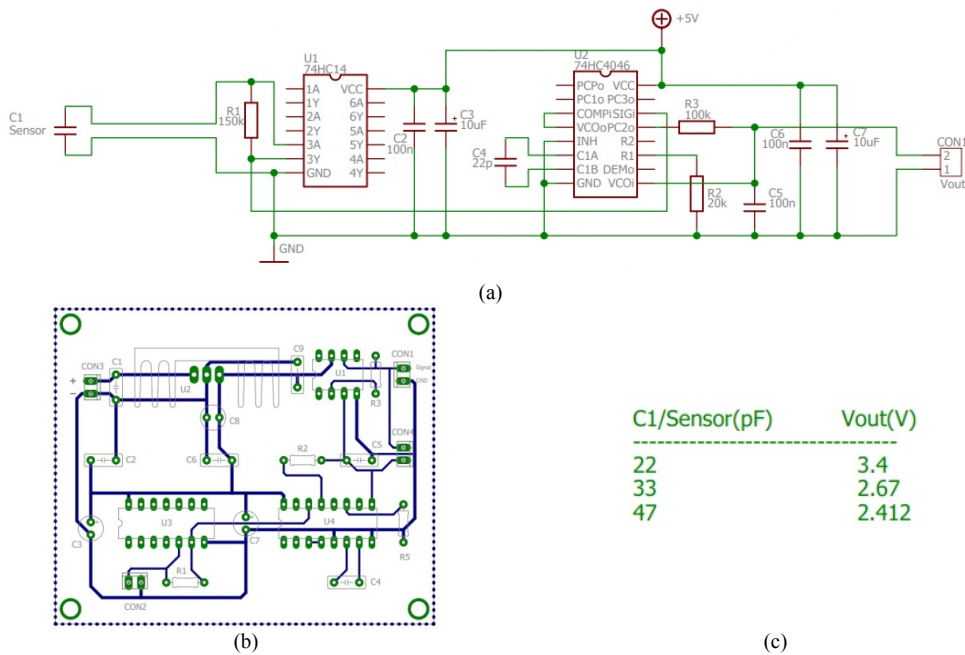 +5V
U1
74HC14
U2
74HC4046
1A VCC
1Y 6A
2A 6Y
2Y 5A
3A 5Y
3Y 4A
GND 4Y
C1
Sensor
R1
150k
C2
100n
C3
10uF
C4
22p
PCPo VCC
PC1o PC3o
COMPiSIGI
VCOoPC2o
INH R2
C1A R1
C1B DEMo
GND VCOi
R3
100k
R2
20k
C5
100n
C6
100n
C7
10uF
CON1
2
1
Vout
GND
(a)
CON3
+
-
C1
U2
C9
U1
R3
CON1
Signal
GND
C8
CON4
C2
C6
R2
C5
C3
U3
C7
U4
R5
CON2
R1
C4
(b)
C1/Sensor(pF) Vout(V)
---------------------------------
22 3.4
33 2.67
47 2.412
(c)